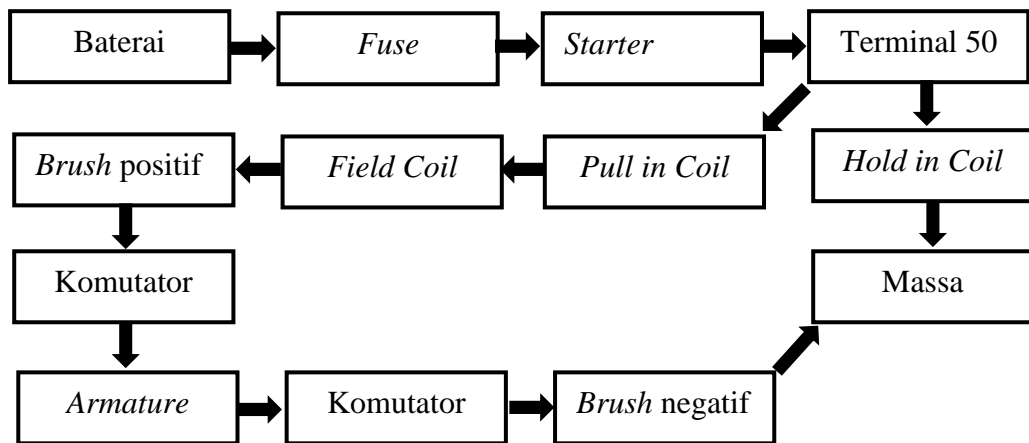 Baterai
Fuse
Starter
Terminal 50
Brush positif
Field Coil
Pull in Coil
Hold in Coil
Komutator
Massa
Armature
Komutator
Brush negatif